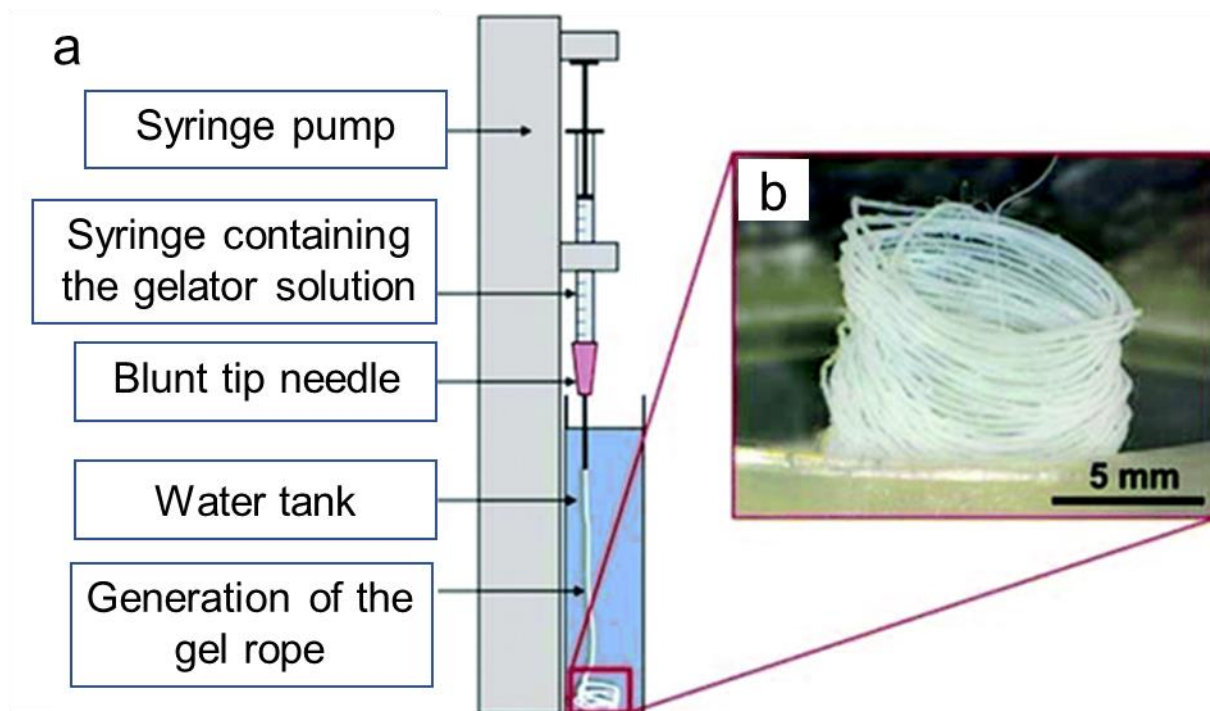 a
Syringe pump
Syringe containing
the gelator solution
Blunt tip needle
Water tank
Generation of the
gel rope
b
5 mm